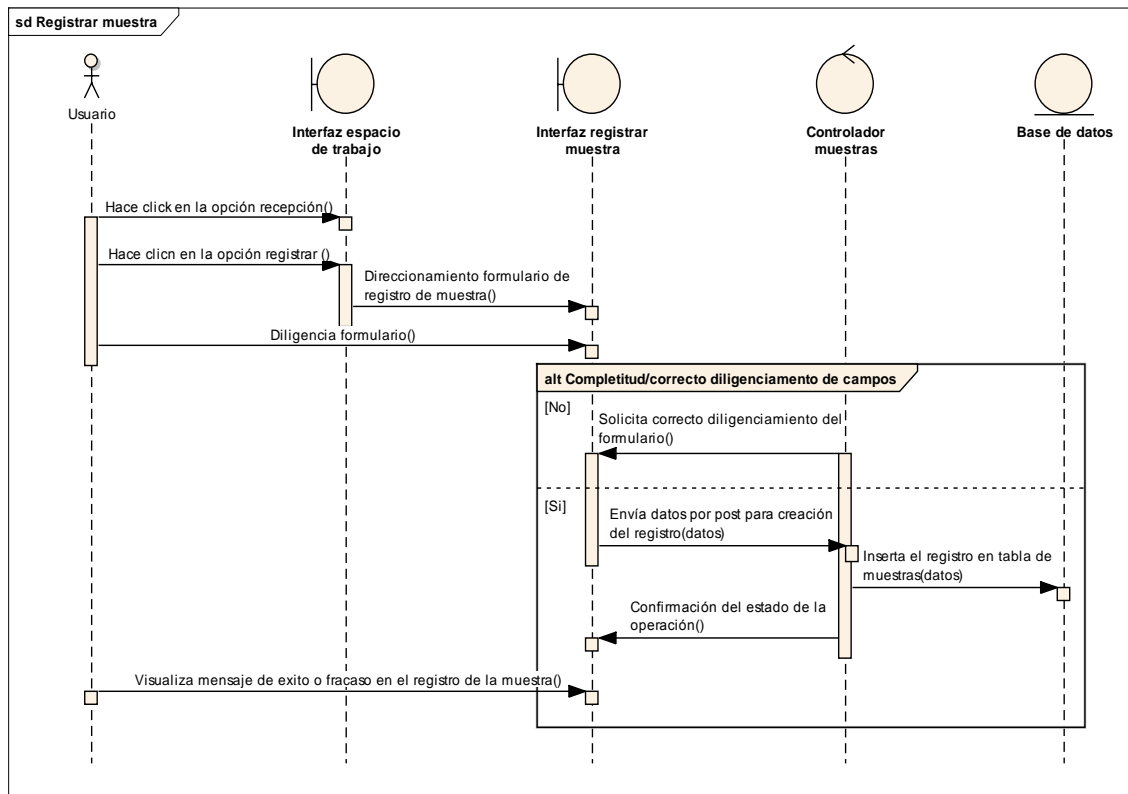 sd Registrar muestra
Usuario
Interfaz espacio
de trabajo
Interfaz registrar
muestra
Controlador
muestras
Base de datos
Hace click en la opción recepción()
Hace clicn en la opción registrar ()
Direccionamiento formulario de
registro de muestra()
Diligencia formulario()
alt Completitud/correcto diligenciamiento de campos
[No]
Solicita correcto diligenciamiento del
formulario()
[Si]
Envía datos por post para creación
del registro(datos)
Inserta el registro en tabla de
muestras(datos)
Confirmación del estado de la
operación()
Visualiza mensaje de exito o fracaso en el registro de la muestra()